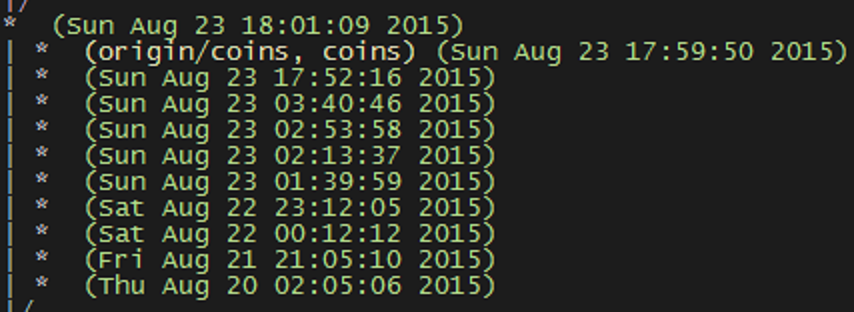 |/
* (Sun Aug 23 18:01:09 2015)
| * (origin/coins, coins) (Sun Aug 23 17:59:50 2015)
| * (Sun Aug 23 17:52:16 2015)
| * (Sun Aug 23 03:40:46 2015)
| * (Sun Aug 23 02:53:58 2015)
| * (Sun Aug 23 02:13:37 2015)
| * (Sun Aug 23 01:39:59 2015)
| * (Sat Aug 22 23:12:05 2015)
| * (Sat Aug 22 00:12:12 2015)
| * (Fri Aug 21 21:05:10 2015)
| * (Thu Aug 20 02:05:06 2015)
|/